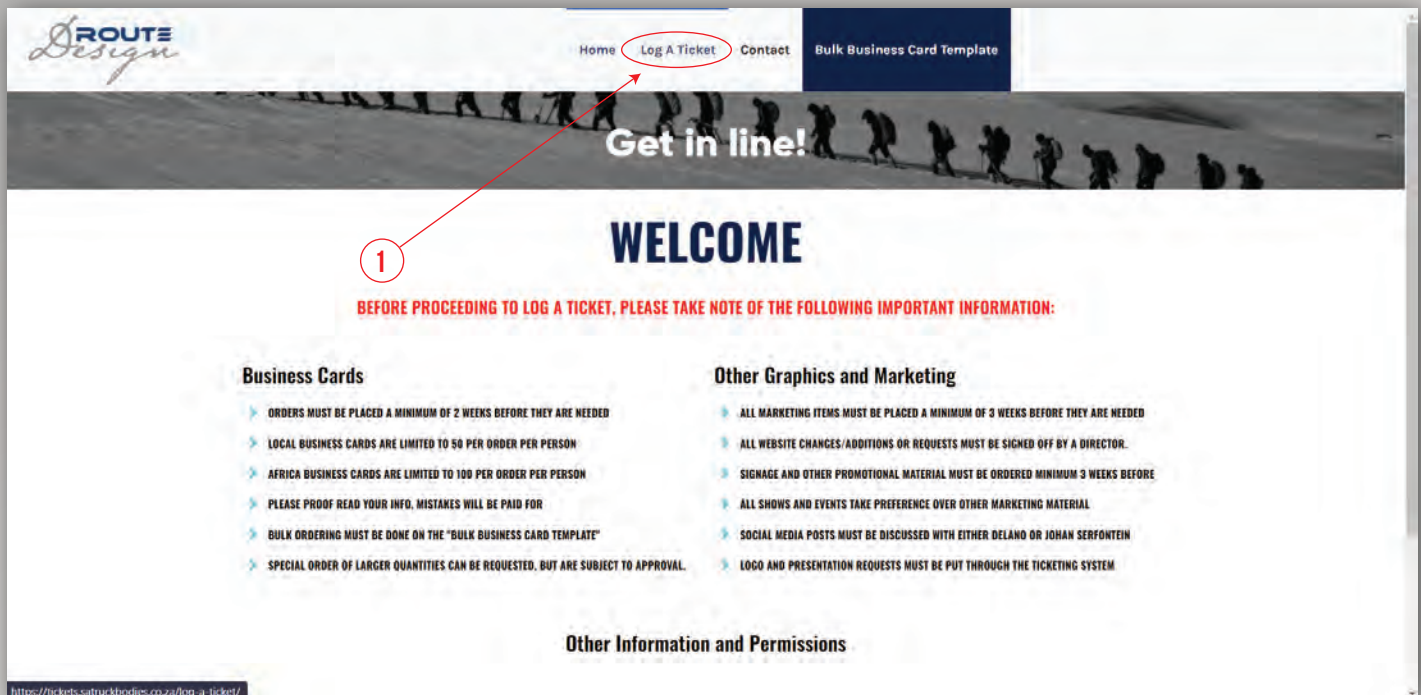 ROUTE
Design
Home Log A Ticket Contact Bulk Business Card Template
Get in line!
WELCOME
1
BEFORE PROCEEDING TO LOG A TICKET, PLEASE TAKE NOTE OF THE FOLLOWING IMPORTANT INFORMATION:
Business Cards
ORDERS MUST BE PLACED A MINIMUM OF 2 WEEKS BEFORE THEY ARE NEEDED
LOCAL BUSINESS CARDS ARE LIMITED TO 50 PER ORDER PER PERSON
AFRICA BUSINESS CARDS ARE LIMITED TO 100 PER ORDER PER PERSON
PLEASE PROOF READ YOUR INFO, MISTAKES WILL BE PAID FOR
BULK ORDERING MUST BE DONE ON THE "BULK BUSINESS CARD TEMPLATE"
SPECIAL ORDER OF LARGER QUANTITIES CAN BE REQUESTED, BUT ARE SUBJECT TO APPROVAL.
Other Graphics and Marketing
ALL MARKETING ITEMS MUST BE PLACED A MINIMUM OF 3 WEEKS BEFORE THEY ARE NEEDED
ALL WEBSITE CHANGES/ADDITIONS OR REQUESTS MUST BE SIGNED OFF BY A DIRECTOR.
SIGNAGE AND OTHER PROMOTIONAL MATERIAL MUST BE ORDERED MINIMUM 3 WEEKS BEFORE
ALL SHOWS AND EVENTS TAKE PREFERENCE OVER OTHER MARKETING MATERIAL
SOCIAL MEDIA POSTS MUST BE DISCUSSED WITH EITHER DELANO OR JOHAN SERFONTEIN
LOGO AND PRESENTATION REQUESTS MUST BE PUT THROUGH THE TICKETING SYSTEM
Other Information and Permissions
https://tickets.satruckbodies.co.za/log-a-ticket/